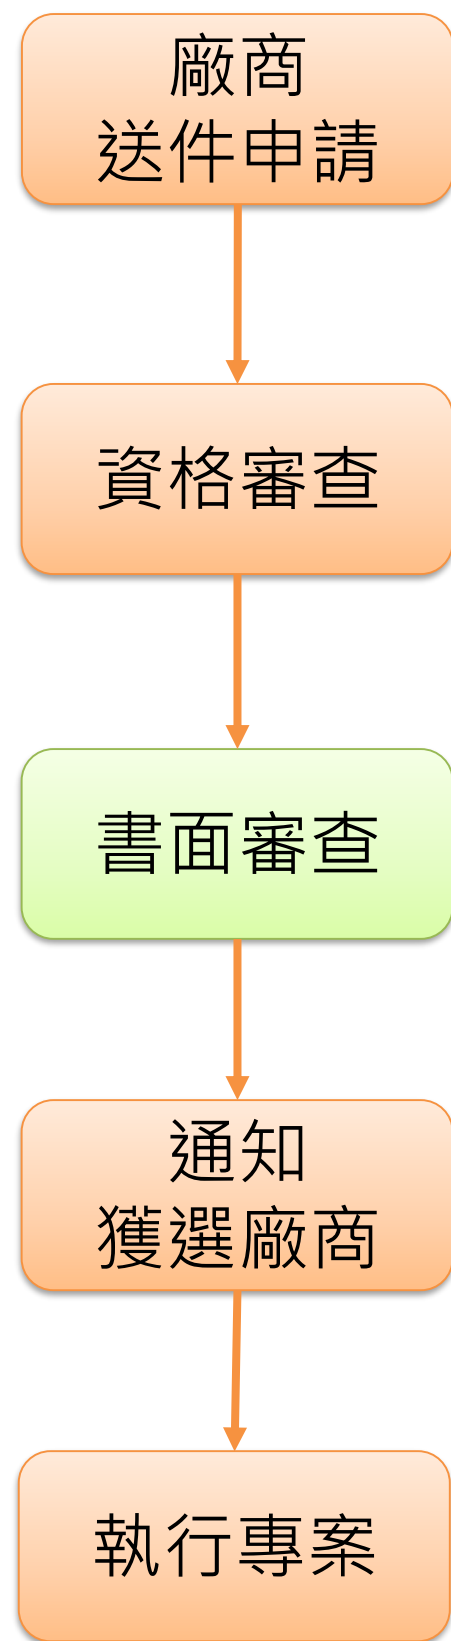 廠商
送件申請
資格審查
書面審查
通知
獲選廠商
執行專案